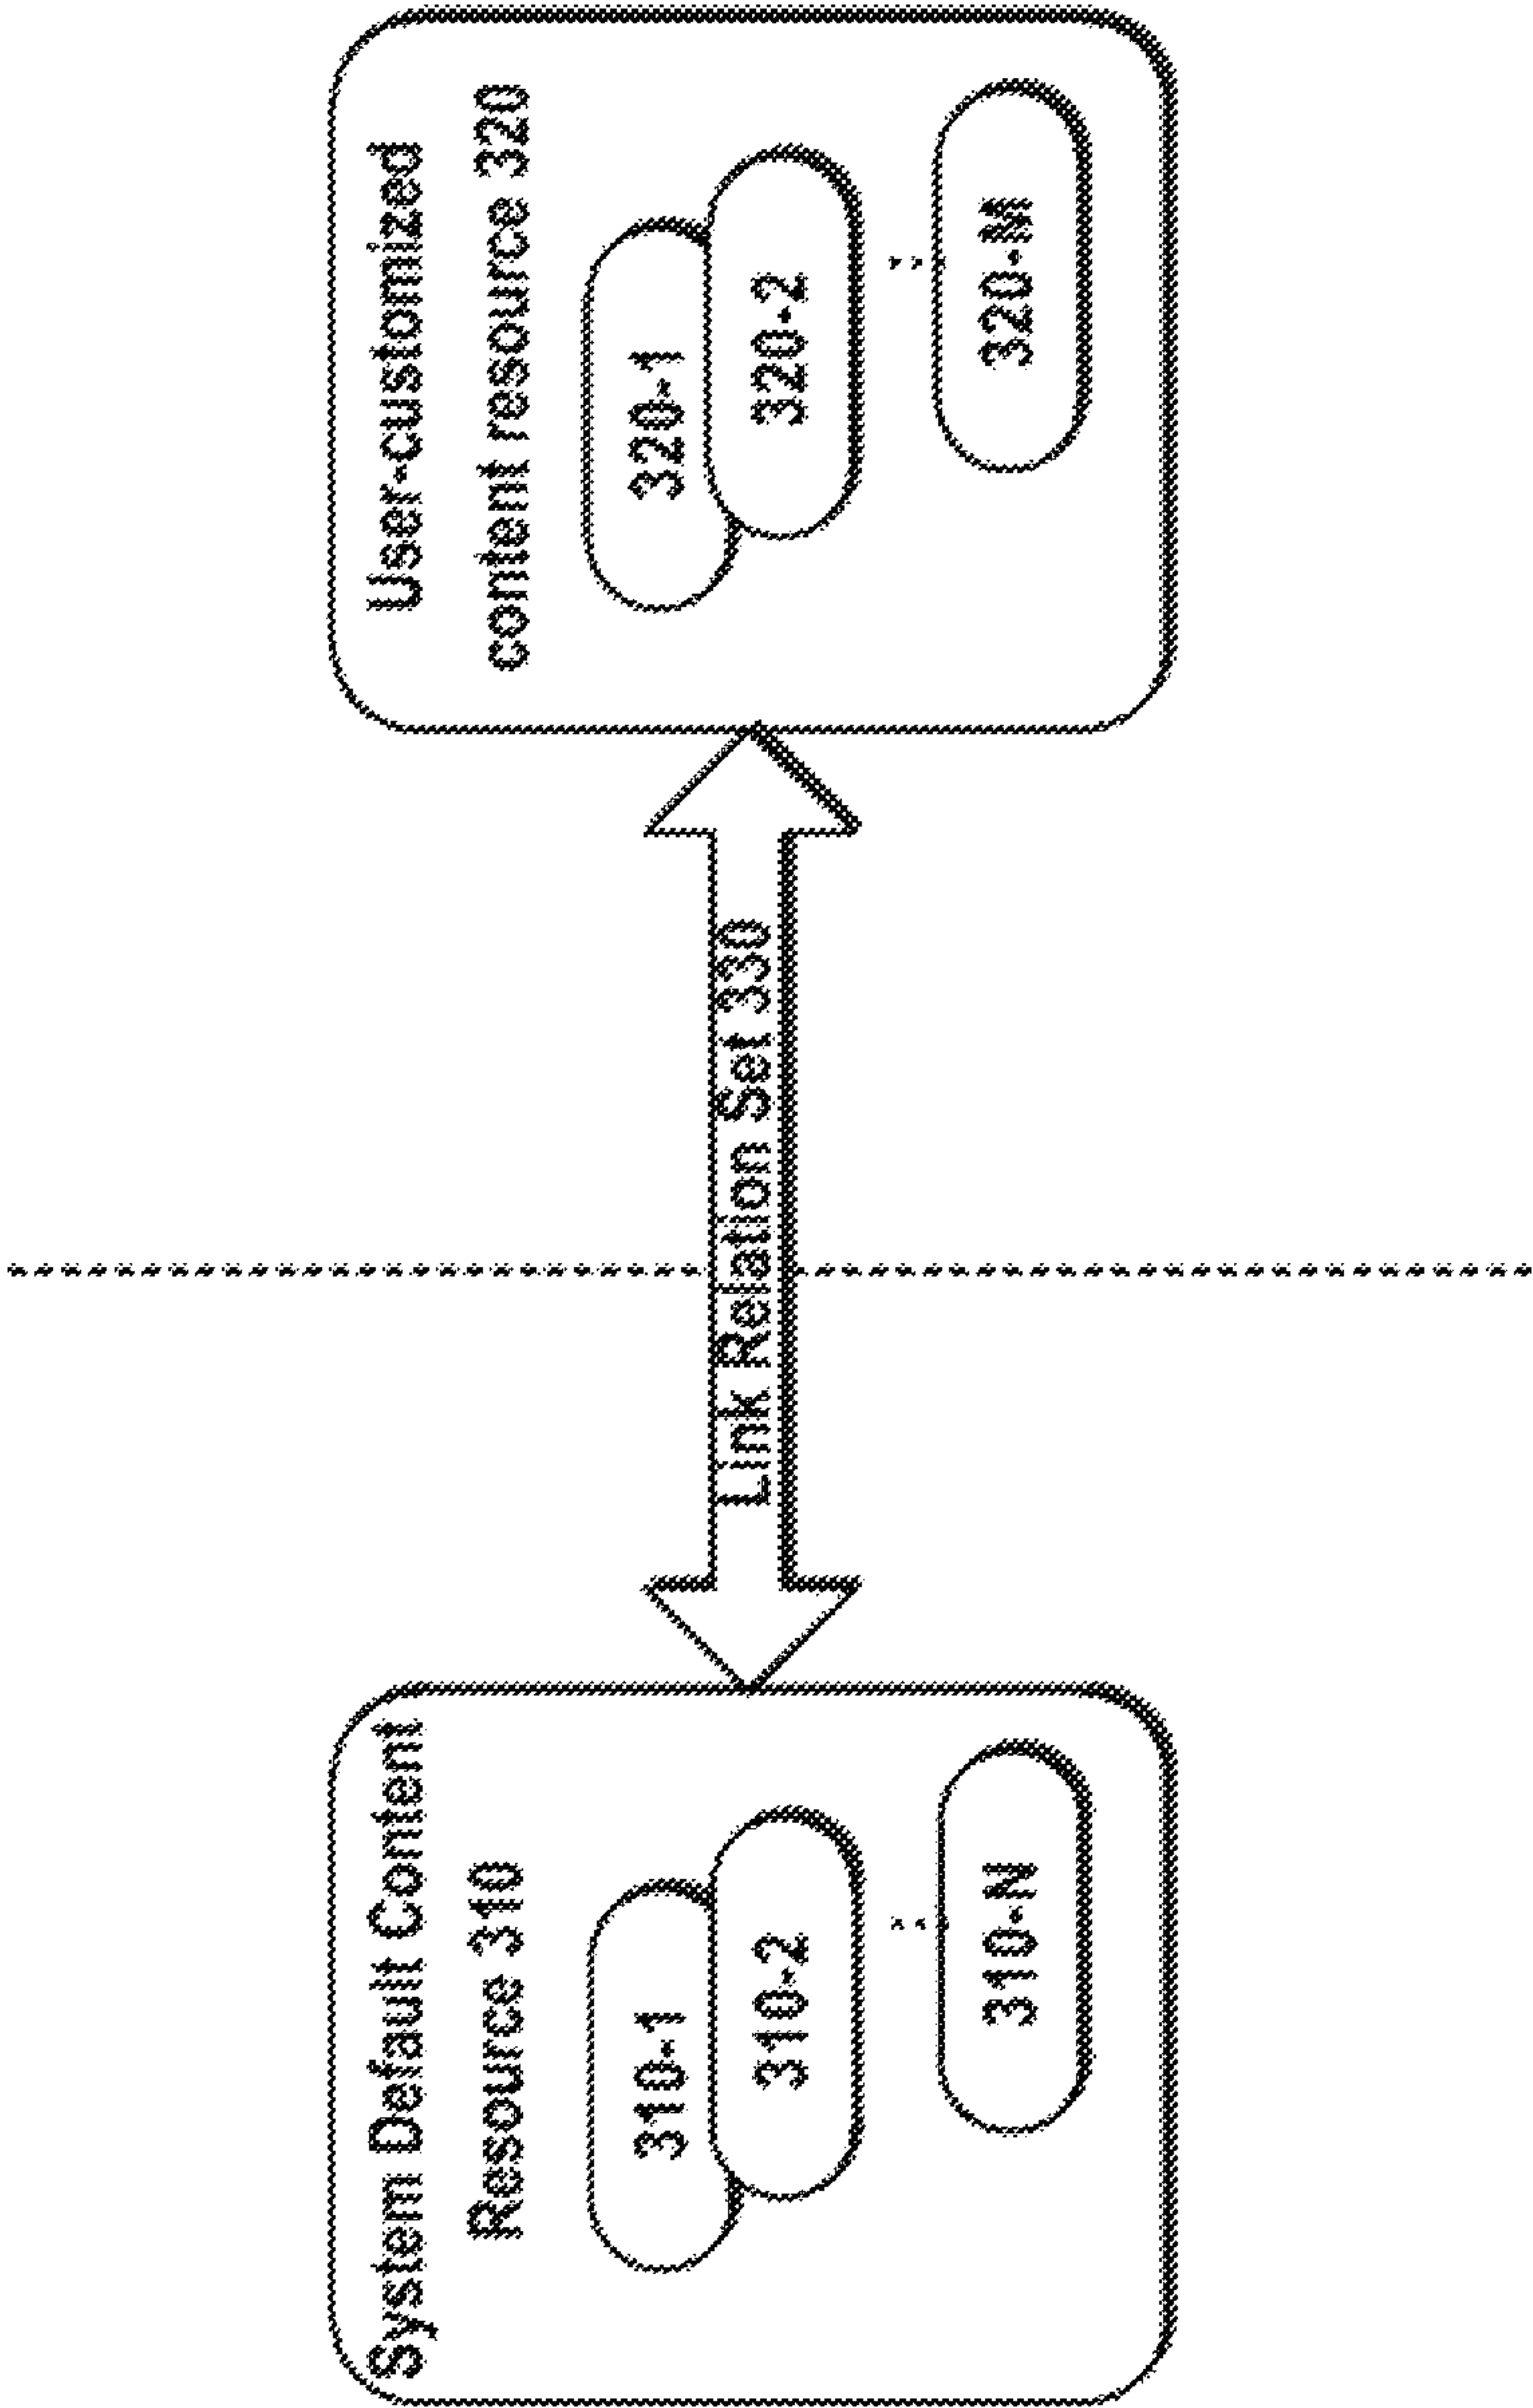 System Default Content
Resource 310
310-1
310-2
310-N
Link Relation Set 330
User-customized
content resource 320
320-1
320-2
320-M